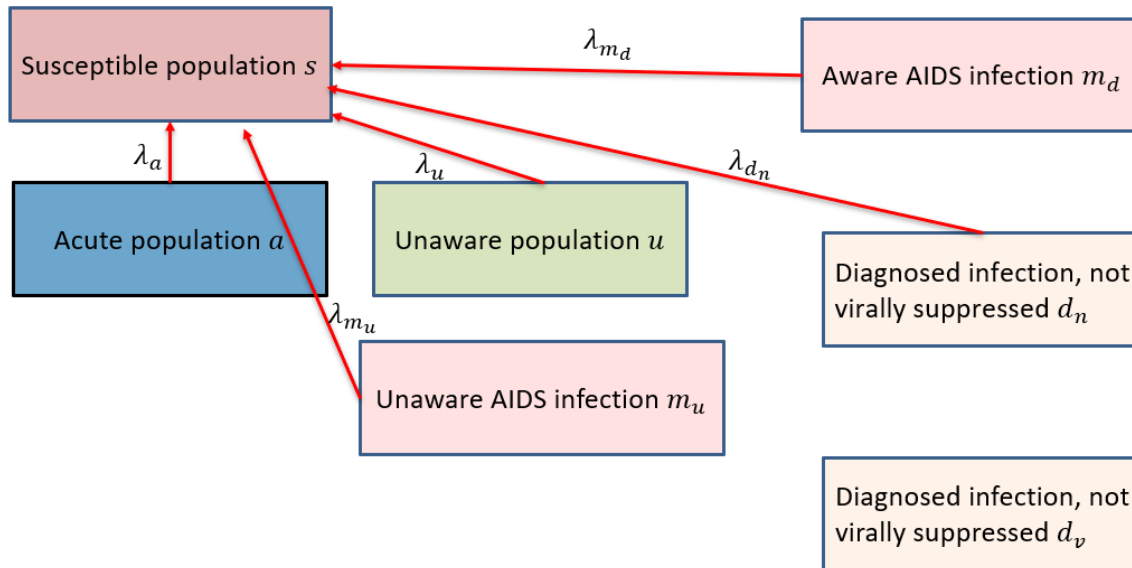 Susceptible population s
λ_{m_d}
Aware AIDS infection m_d
λ_a
λ_u
λ_{d_n}
Acute population a
Unaware population u
Diagnosed infection, not
virally suppressed d_n
λ_{m_u}
Unaware AIDS infection m_u
Diagnosed infection, not
virally suppressed d_v